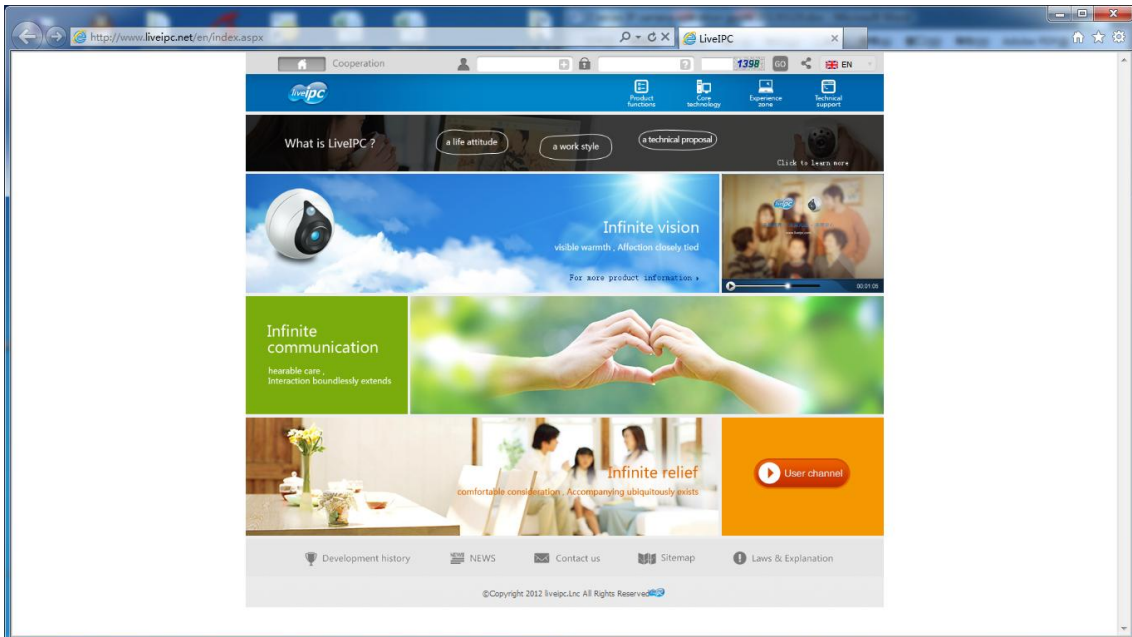 http://www.liveipc.net/en/index.aspx
LiveIPC
Cooperation
1398 GO EN
liveipc
Product functions
Core technology
Experience zone
Technical support
What is LiveIPC ?
a life attitude
a work style
a technical proposal
Click to learn more
Infinite vision
visible warmth , Affection closely tied
For more product information
00:01:09
Infinite
communication
hearable care ,
Interaction boundlessly extends
Infinite relief
comfortable consideration , Accompanying ubiquitously exists
User channel
Development history
NEWS
Contact us
Sitemap
Laws & Explanation
©Copyright 2012 liveipc.Lnc All Rights Reserved